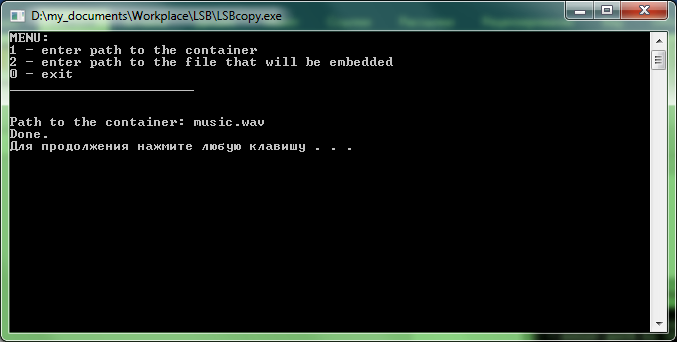 D:\my_documents\Workplace\LSB\LSBcopy.exe
MENU:
1 - enter path to the container
2 - enter path to the file that will be embedded
0 - exit
_______________________
Path to the container: music.wav
Done.
Для продолжения нажмите любую клавишу . . .